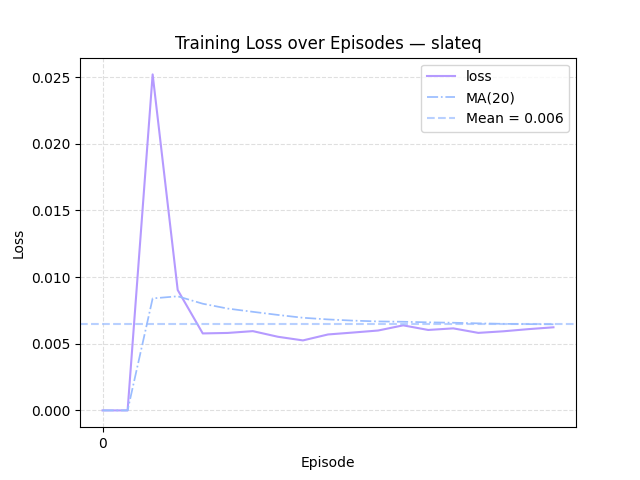 Training Loss over Episodes — slateq
loss
MA(20)
Mean = 0.006
0.025
0.020
0.015
0.010
0.005
0.000
Loss
0
Episode